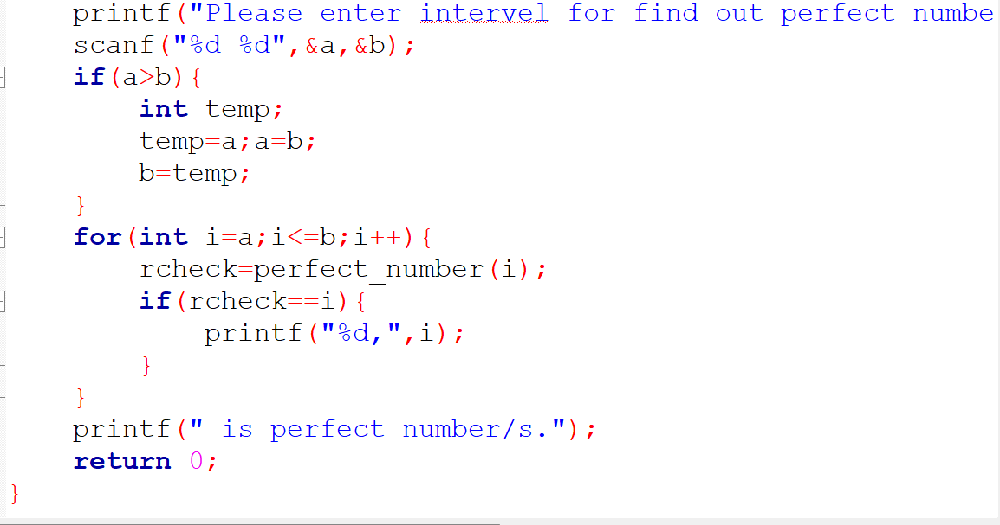 printf("Please enter intervel for find out perfect numbe
scanf("%d %d",&a,&b);
if(a>b){
int temp;
temp=a;a=b;
b=temp;
}
for(int i=a;i<=b;i++){
rcheck=perfect_number(i);
if(rcheck==i){
printf("%d,",i);
}
}
printf(" is perfect number/s.");
return 0;
}